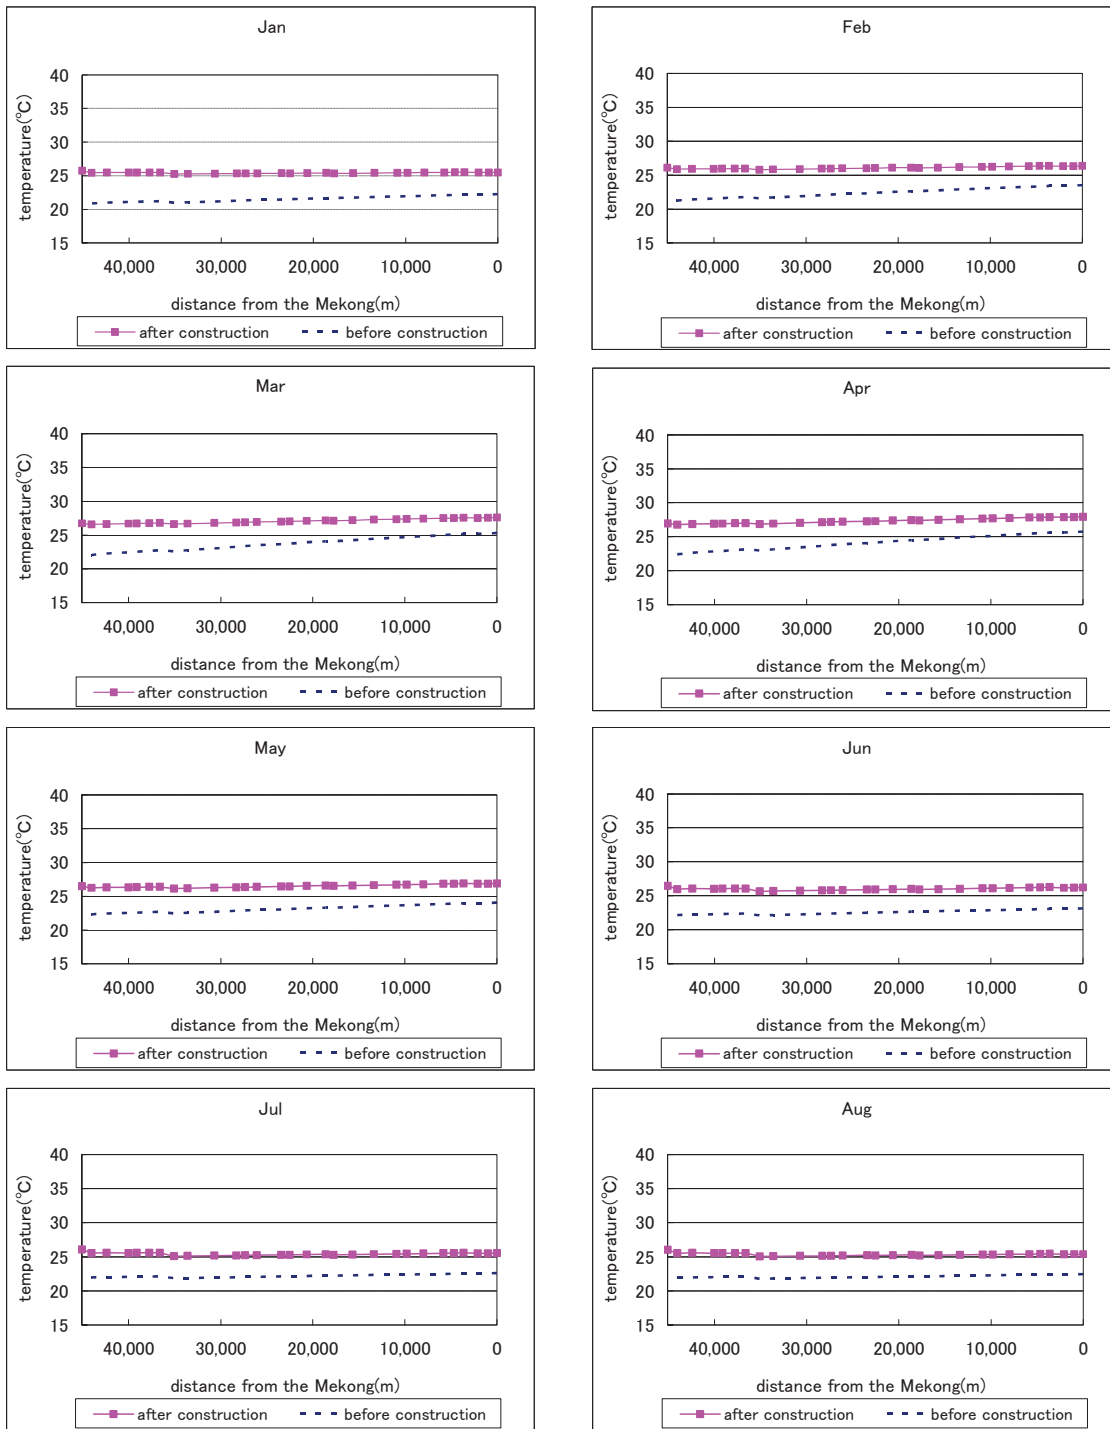 Jan
temperature(℃)
40
35
30
25
20
15
40,000 30,000 20,000 10,000 0
distance from the Mekong(m)
after construction before construction
Feb
temperature(℃)
40
35
30
25
20
15
40,000 30,000 20,000 10,000 0
distance from the Mekong(m)
after construction before construction
Mar
temperature(℃)
40
35
30
25
20
15
40,000 30,000 20,000 10,000 0
distance from the Mekong(m)
after construction before construction
Apr
temperature(℃)
40
35
30
25
20
15
40,000 30,000 20,000 10,000 0
distance from the Mekong(m)
after construction before construction
May
temperature(℃)
40
35
30
25
20
15
40,000 30,000 20,000 10,000 0
distance from the Mekong(m)
after construction before construction
Jun
temperature(℃)
40
35
30
25
20
15
40,000 30,000 20,000 10,000 0
distance from the Mekong(m)
after construction before construction
Jul
temperature(℃)
40
35
30
25
20
15
40,000 30,000 20,000 10,000 0
distance from the Mekong(m)
after construction before construction
Aug
temperature(℃)
40
35
30
25
20
15
40,000 30,000 20,000 10,000 0
distance from the Mekong(m)
after construction before construction